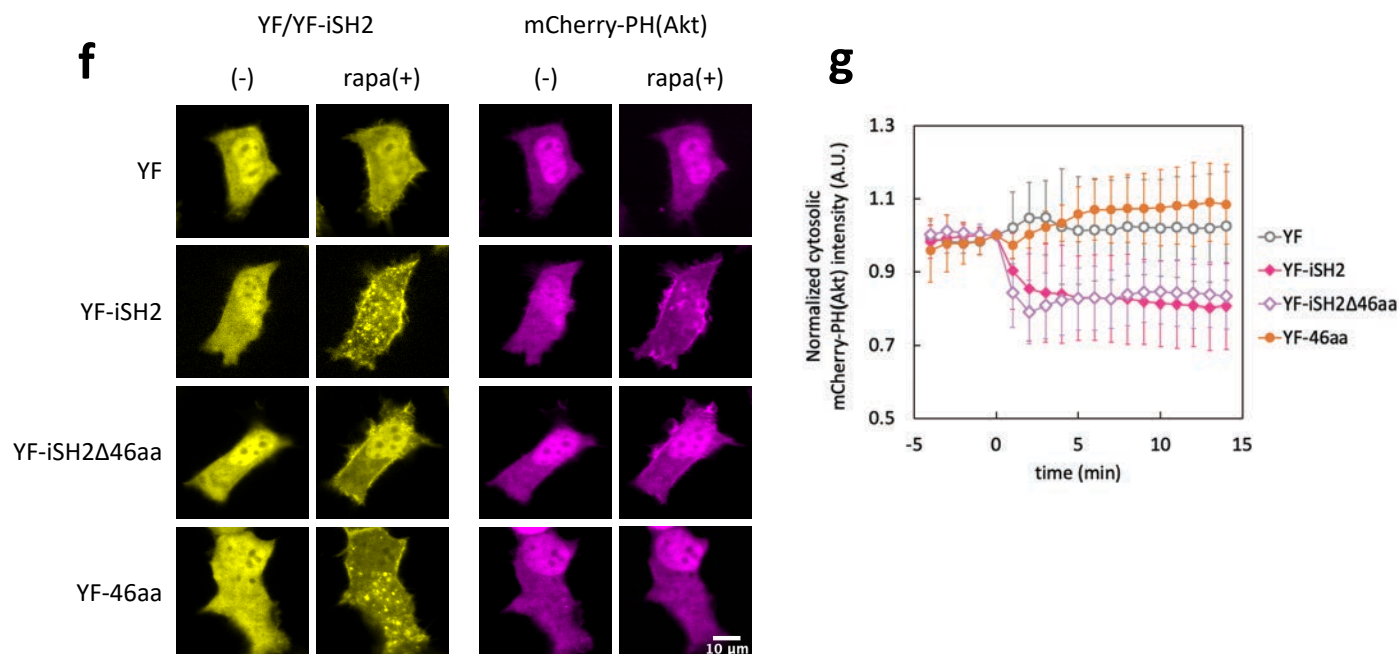 f
YF/YF-iSH2 mCherry-PH(Akt)
(-) rapa(+) (-) rapa(+)
YF
YF-iSH2
YF-iSH2Δ46aa
YF-46aa
10 μm
g
Normalized cytosolic
mCherry-PH(Akt) intensity (A.U.)
1.3
1.1
0.9
0.7
0.5
-5 0 5 10 15
time (min)
YF
YF-iSH2
YF-iSH2Δ46aa
YF-46aa